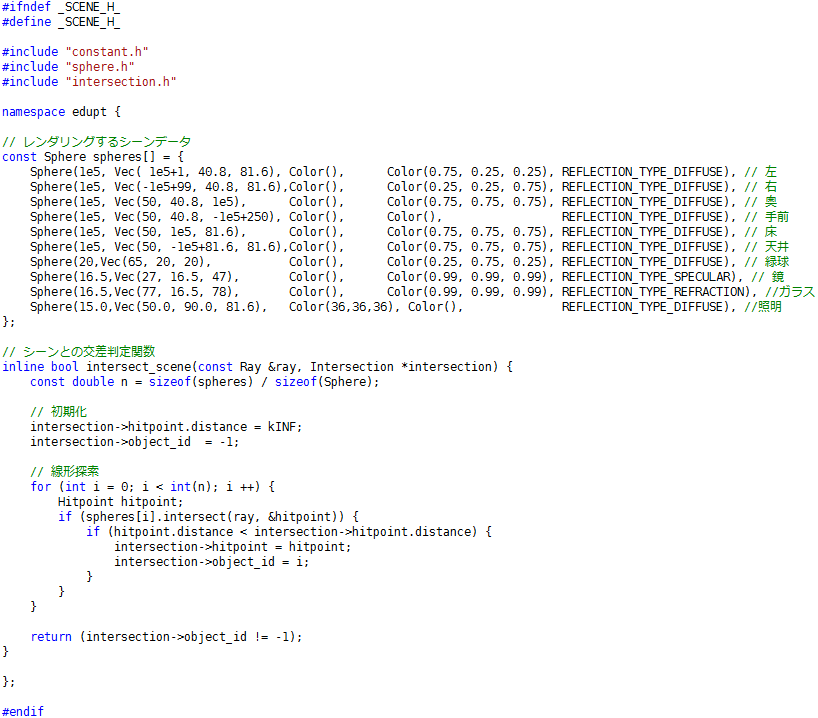 #ifndef _SCENE_H_
#define _SCENE_H_
#include "constant.h"
#include "sphere.h"
#include "intersection.h"
namespace edupt {
// レンダリングするシーンデータ
const Sphere spheres[] = {
    Sphere(1e5, Vec( 1e5+1, 40.8, 81.6), Color(),      Color(0.75, 0.25, 0.25), REFLECTION_TYPE_DIFFUSE), // 左
    Sphere(1e5, Vec(-1e5+99, 40.8, 81.6),Color(),      Color(0.25, 0.25, 0.75), REFLECTION_TYPE_DIFFUSE), // 右
    Sphere(1e5, Vec(50, 40.8, 1e5),      Color(),      Color(0.75, 0.75, 0.75), REFLECTION_TYPE_DIFFUSE), // 奥
    Sphere(1e5, Vec(50, 40.8, -1e5+250), Color(),      Color(),                 REFLECTION_TYPE_DIFFUSE), // 手前
    Sphere(1e5, Vec(50, 1e5, 81.6),      Color(),      Color(0.75, 0.75, 0.75), REFLECTION_TYPE_DIFFUSE), // 床
    Sphere(1e5, Vec(50, -1e5+81.6, 81.6),Color(),      Color(0.75, 0.75, 0.75), REFLECTION_TYPE_DIFFUSE), // 天井
    Sphere(20,Vec(65, 20, 20),           Color(),      Color(0.25, 0.75, 0.25), REFLECTION_TYPE_DIFFUSE), // 緑球
    Sphere(16.5,Vec(27, 16.5, 47),       Color(),      Color(0.99, 0.99, 0.99), REFLECTION_TYPE_SPECULAR), // 鏡
    Sphere(16.5,Vec(77, 16.5, 78),       Color(),      Color(0.99, 0.99, 0.99), REFLECTION_TYPE_REFRACTION), //ガラス
    Sphere(15.0,Vec(50.0, 90.0, 81.6),   Color(36,36,36), Color(),              REFLECTION_TYPE_DIFFUSE), //照明
};
// シーンとの交差判定関数
inline bool intersect_scene(const Ray &ray, Intersection *intersection) {
    const double n = sizeof(spheres) / sizeof(Sphere);
    // 初期化
    intersection->hitpoint.distance = kINF;
    intersection->object_id  = -1;
    // 線形探索
    for (int i = 0; i < int(n); i ++) {
        Hitpoint hitpoint;
        if (spheres[i].intersect(ray, &hitpoint)) {
            if (hitpoint.distance < intersection->hitpoint.distance) {
                intersection->hitpoint = hitpoint;
                intersection->object_id = i;
            }
        }
    }
    return (intersection->object_id != -1);
}
};
#endif